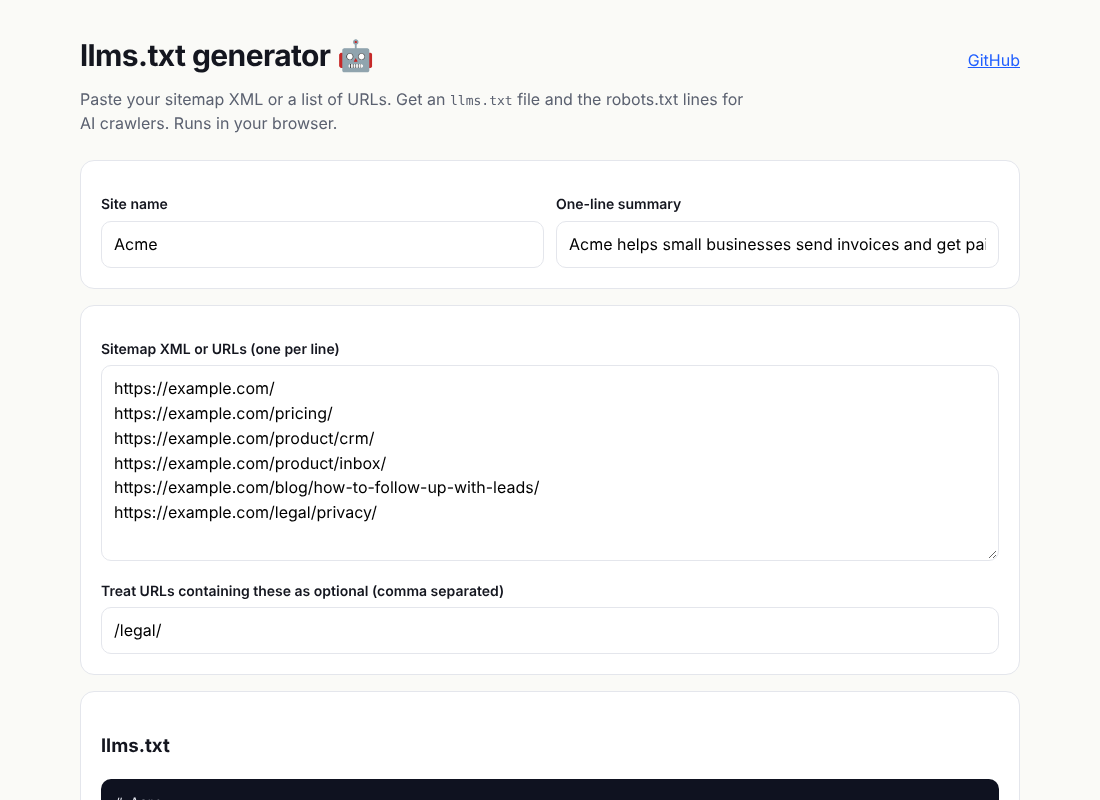 llms.txt generator 🤖
GitHub
Paste your sitemap XML or a list of URLs. Get an llms.txt file and the robots.txt lines for
AI crawlers. Runs in your browser.
Site name
One-line summary
Acme
Acme helps small businesses send invoices and get pai
Sitemap XML or URLs (one per line)
https://example.com/
https://example.com/pricing/
https://example.com/product/crm/
https://example.com/product/inbox/
https://example.com/blog/how-to-follow-up-with-leads/
https://example.com/legal/privacy/
Treat URLs containing these as optional (comma separated)
/legal/
llms.txt